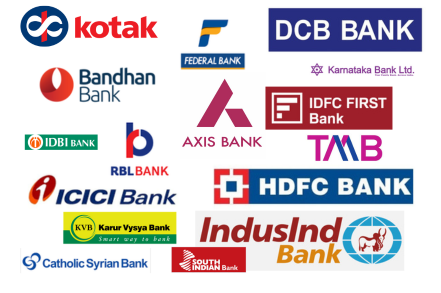 kotak
FEDERAL BANK
DCB BANK
Karnataka Bank Ltd.
Bandhan
Bank
IDFC FIRST
Bank
IDBI BANK
RBL BANK
AXIS BANK
TMB
ICICI Bank
HDFC BANK
KVB Karur Vysya Bank
Smart way to bank
IndusInd
Bank
Catholic Syrian Bank
SOUTH
INDIAN Bank